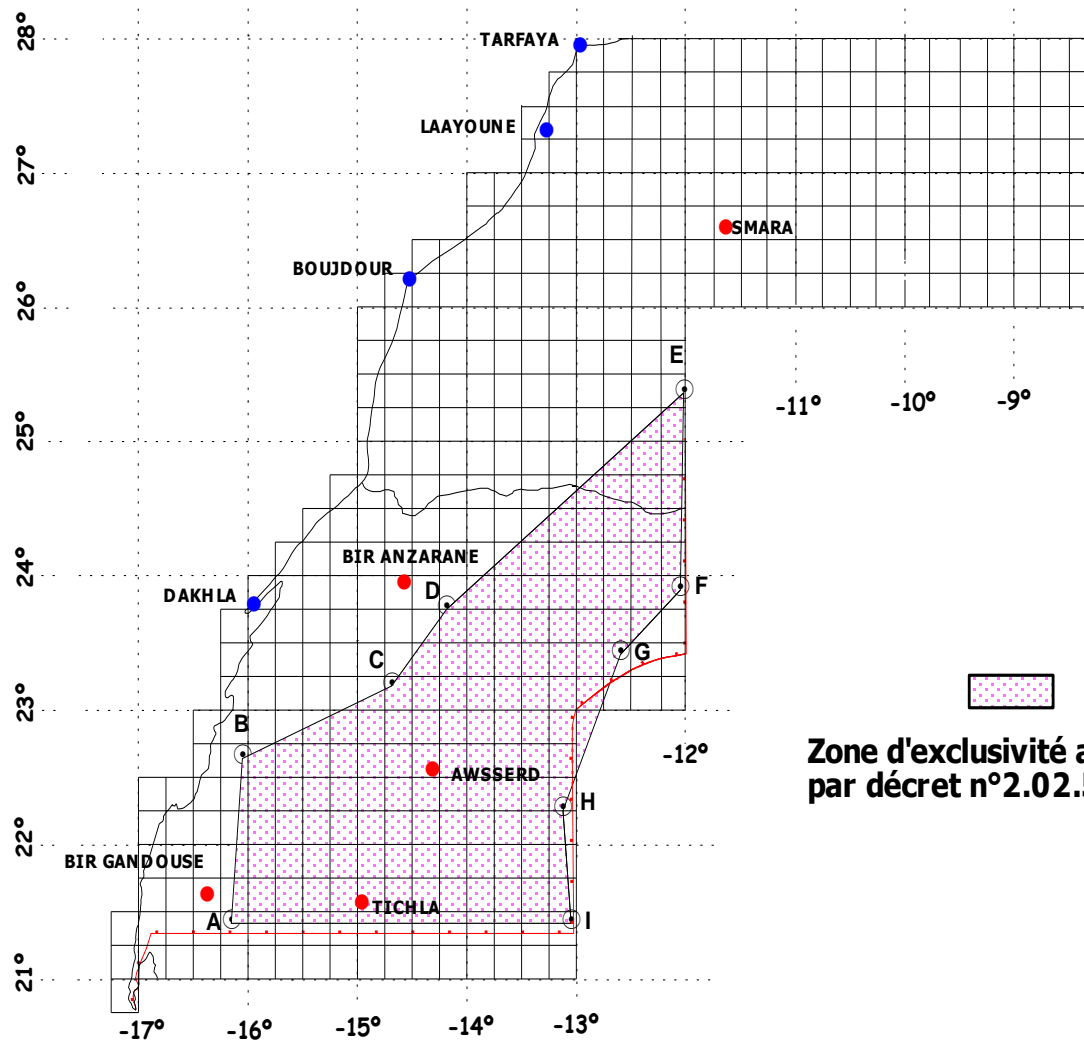 28°
TARFAYA
LAAYOUNE
27°
SMARA
BOUJDOUR
26°
E
-11°
-10°
-9°
25°
BIR ANZARANE
24°
D
F
DAKHLA
C
G
23°
B
-12°
Zone d'exclusivité a
par décret n°2.02.5
AWSSERD
H
22°
BIR GANDOUSE
A
TICHLA
I
21°
-17°
-16°
-15°
-14°
-13°